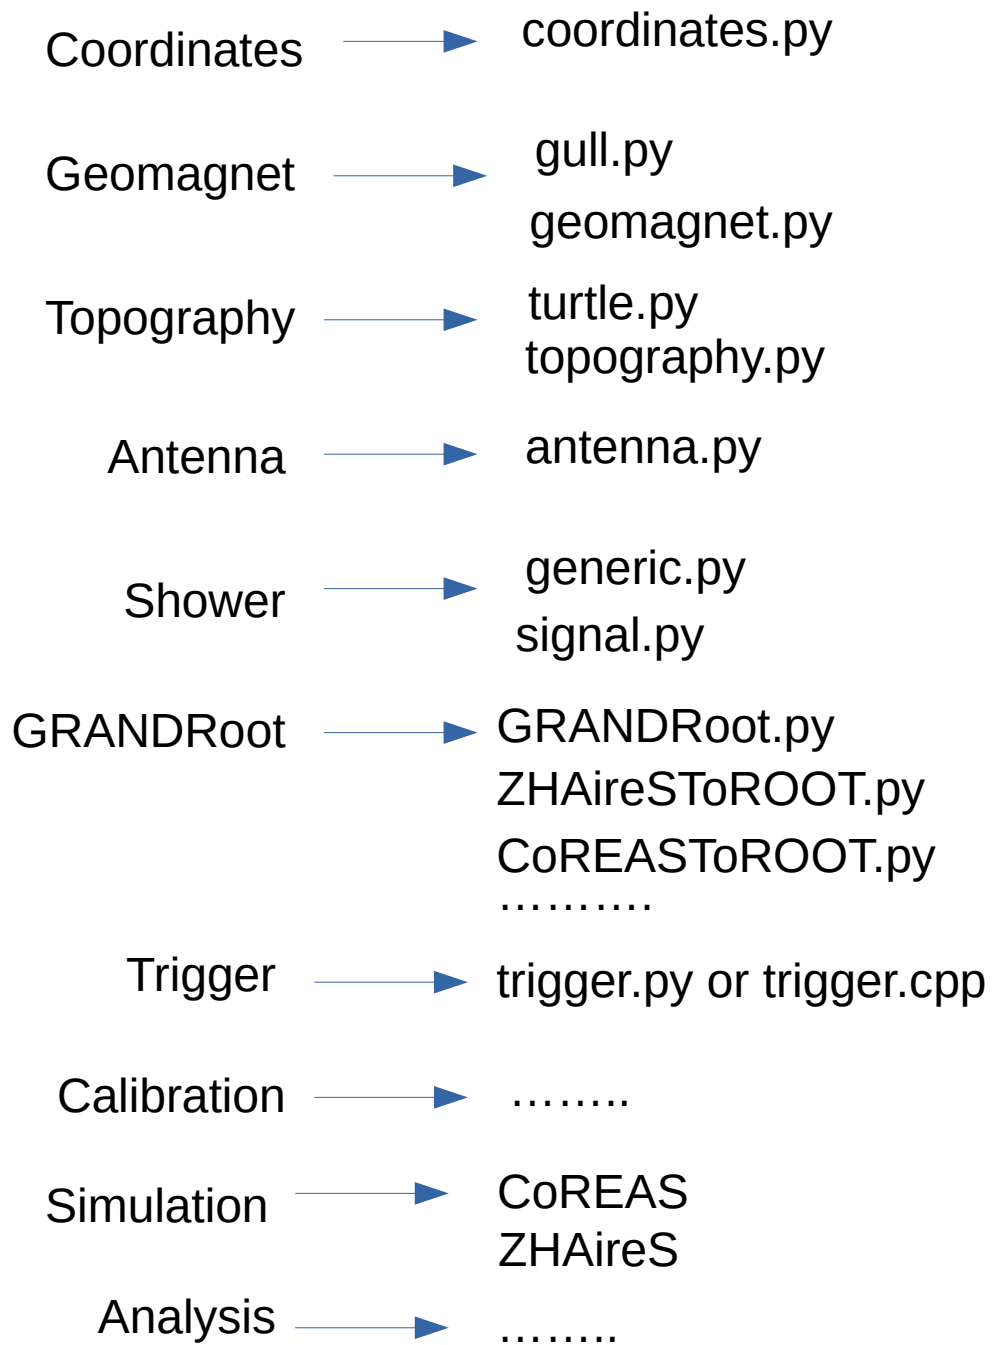 Coordinates coordinates.py
Geomagnet gull.py
geomagnet.py
Topography turtle.py
topography.py
Antenna antenna.py
Shower generic.py
signal.py
GRANDRoot GRANDRoot.py
ZHAireSToROOT.py
CoREASToROOT.py
……….
Trigger trigger.py or trigger.cpp
Calibration ……..
Simulation CoREAS
ZHAireS
Analysis ……..